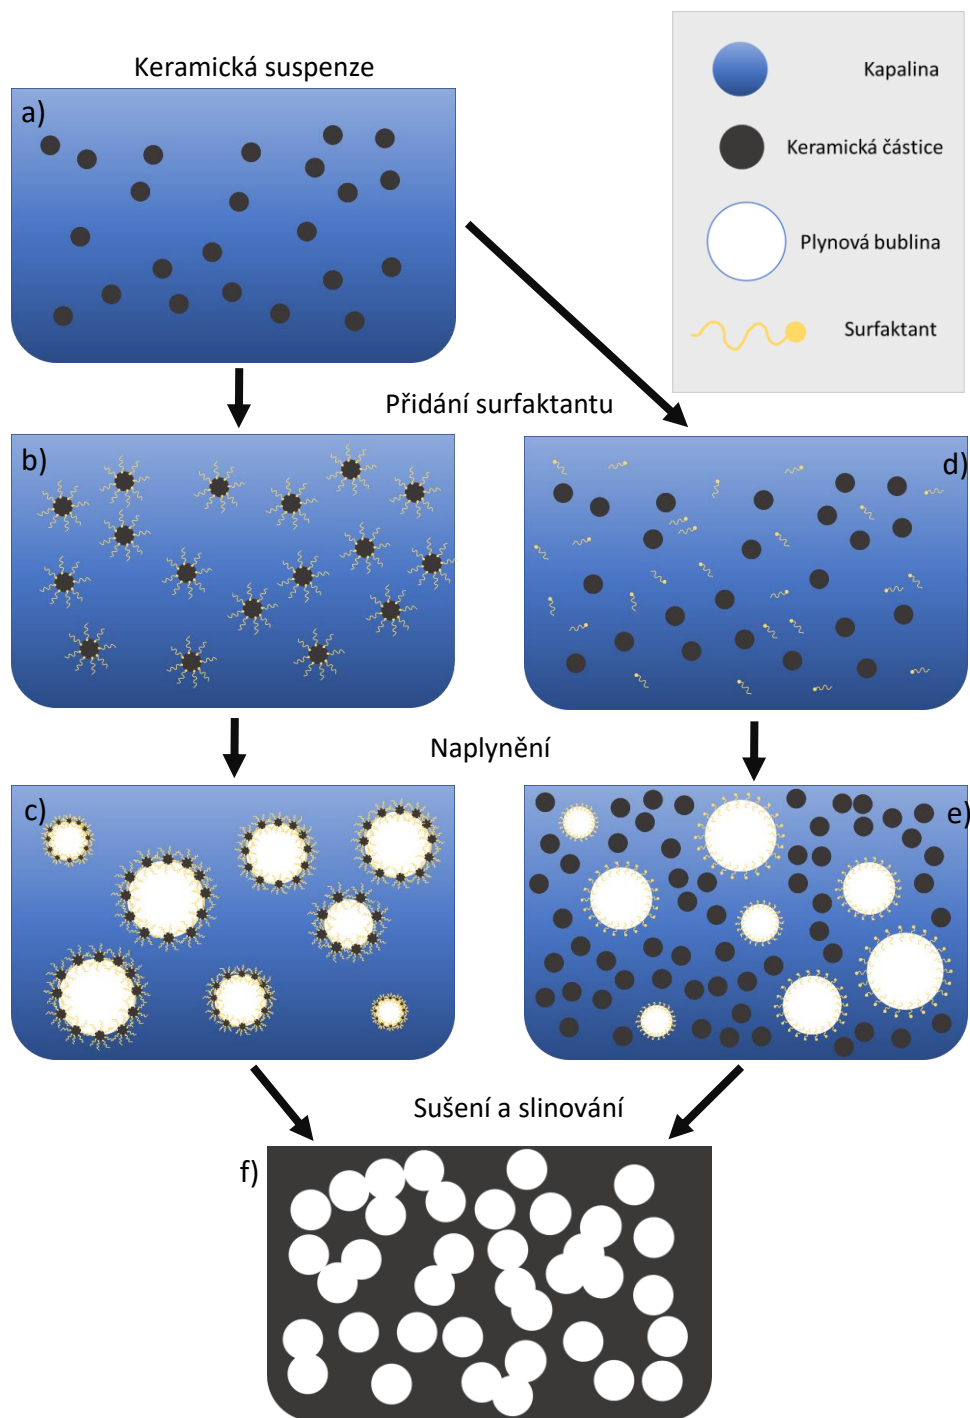 Keramická suspenze
a)
Kapalina
Keramická částice
Plynová bublina
Surfaktant
Přidání surfaktantu
b)
d)
Naplynění
c)
e)
Sušení a slinování
f)